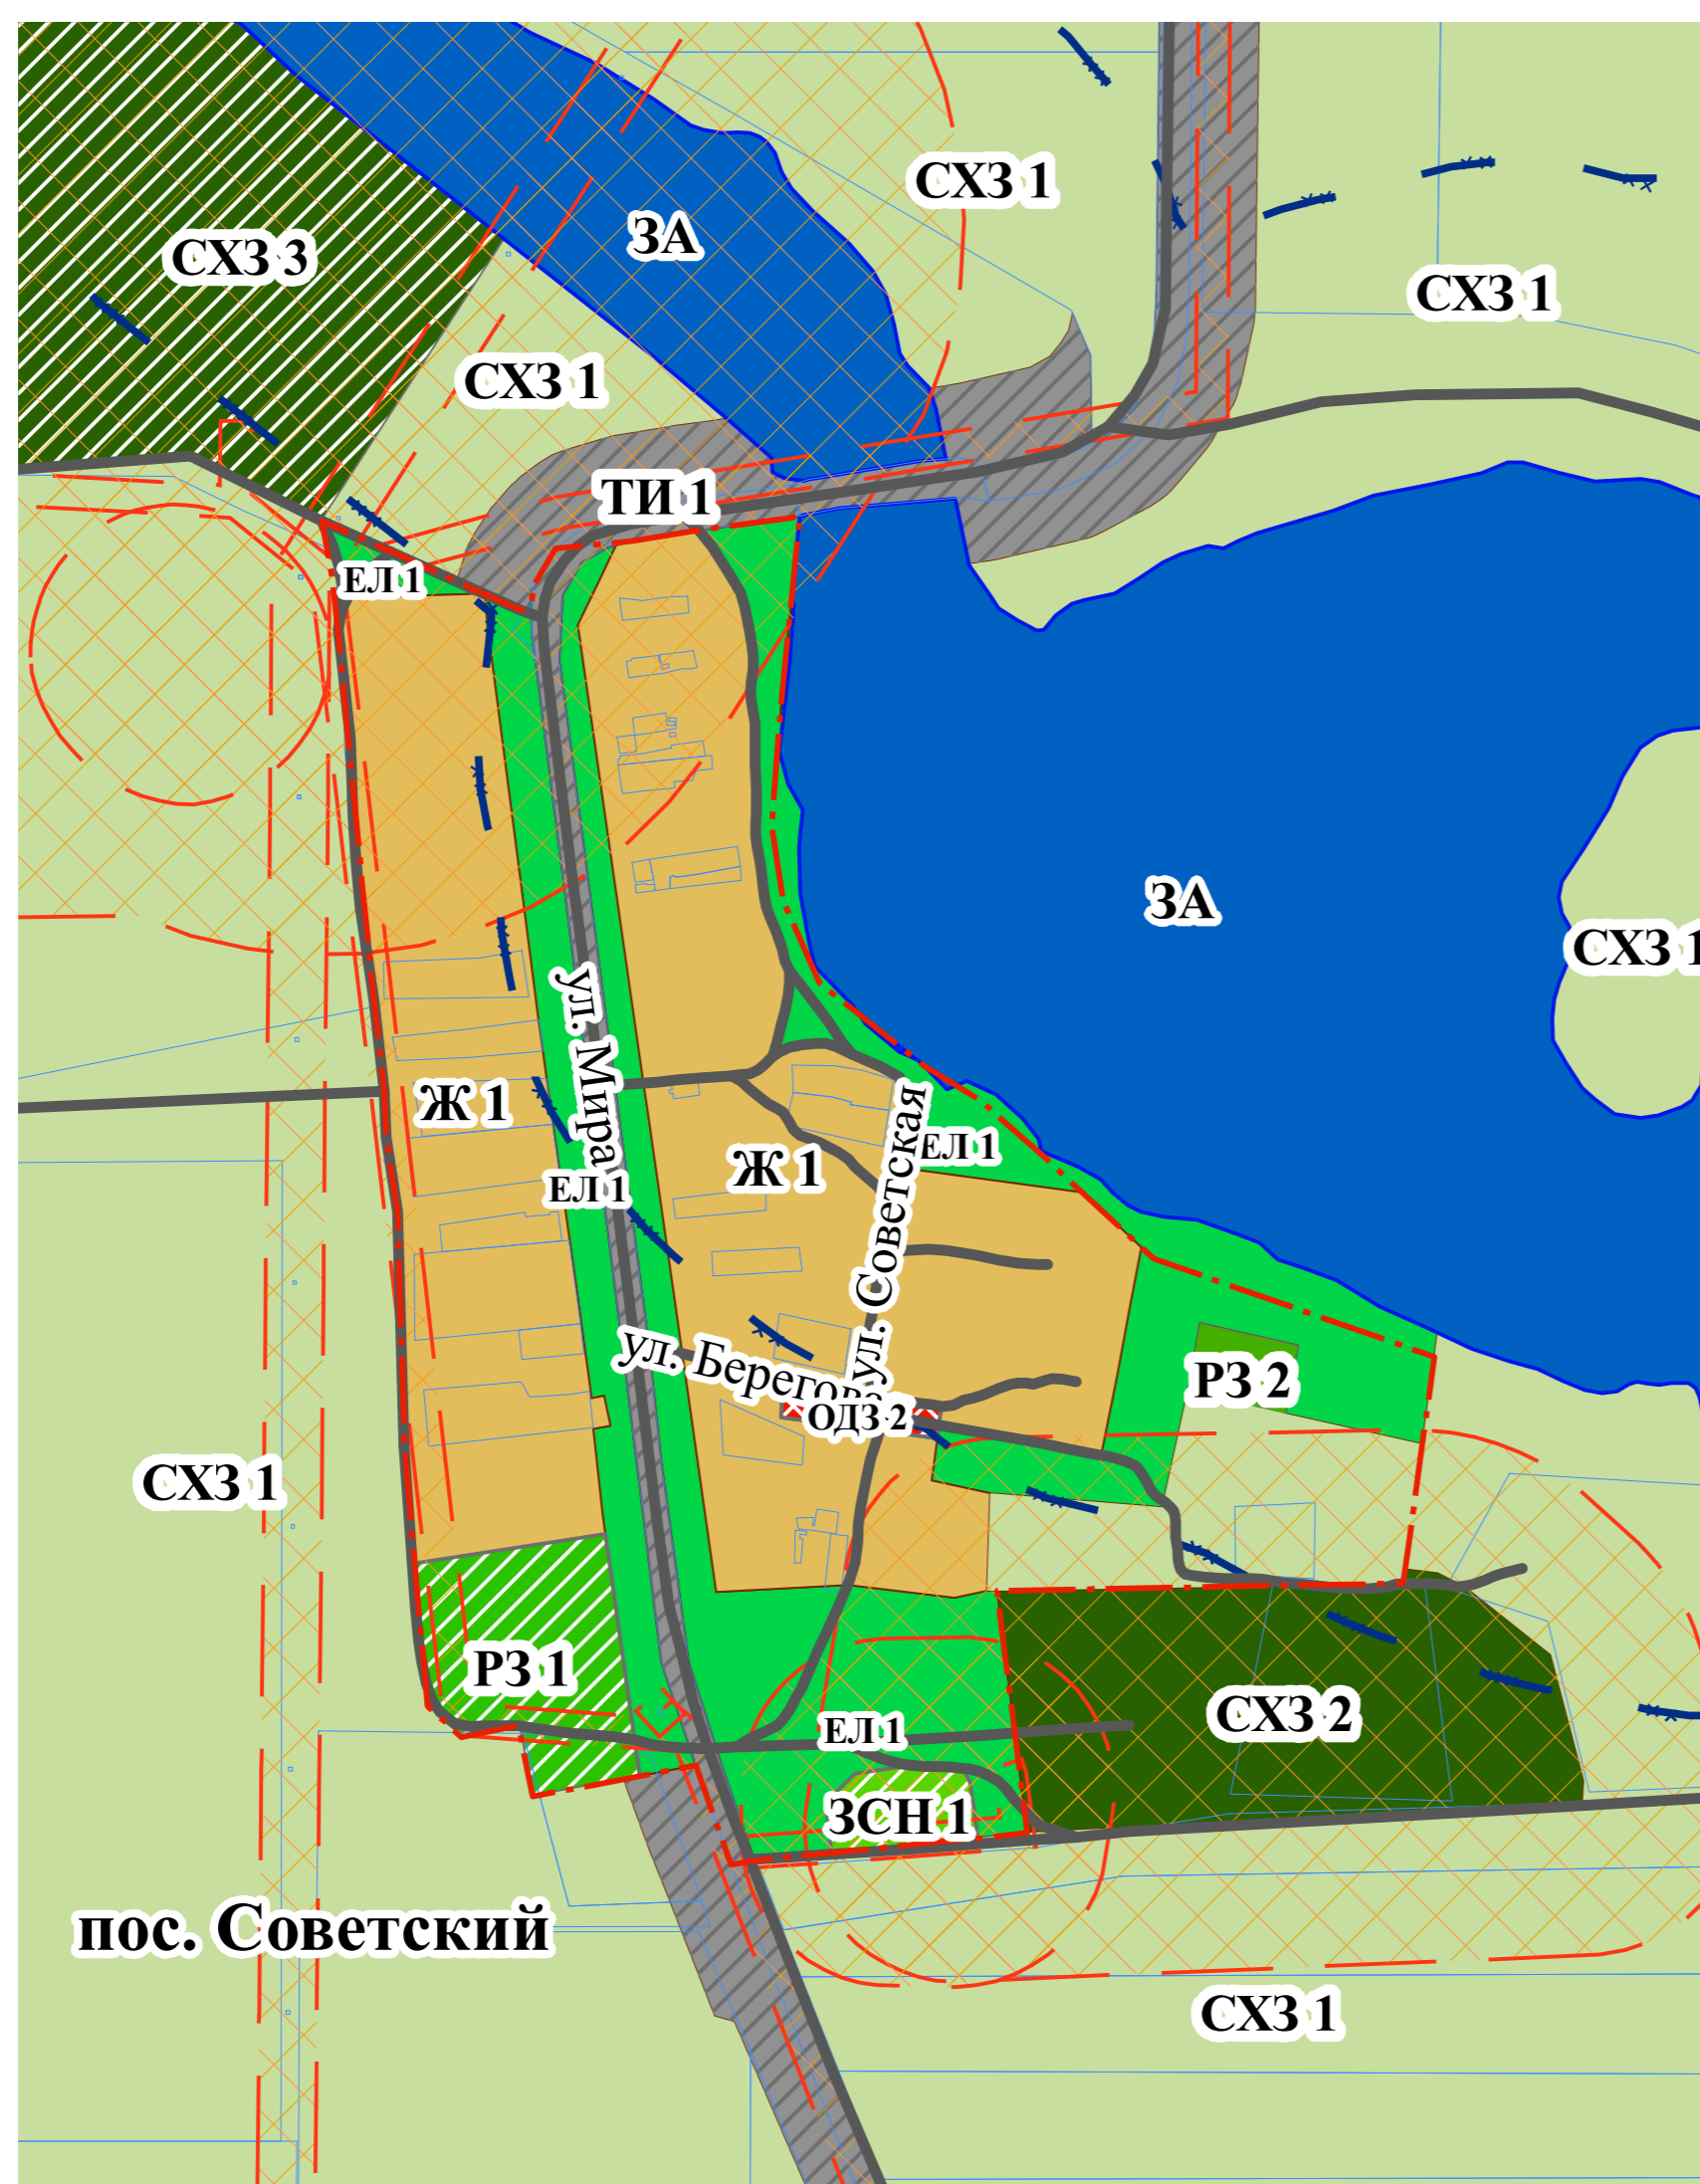 СХЗ 1
ЗА
СХЗ 3
СХЗ 1
СХЗ 1
ТИ 1
ЕЛ 1
ЗА
СХЗ 1
ул. Мира
Ж 1
ЕЛ 1
Ж 1
ЕЛ 1
ул. Советская
ул. Берегова
РЗ 2
ОДЗ 2
СХЗ 1
РЗ 1
СХЗ 2
ЕЛ 1
ЗСН 1
пос. Советский
СХЗ 1